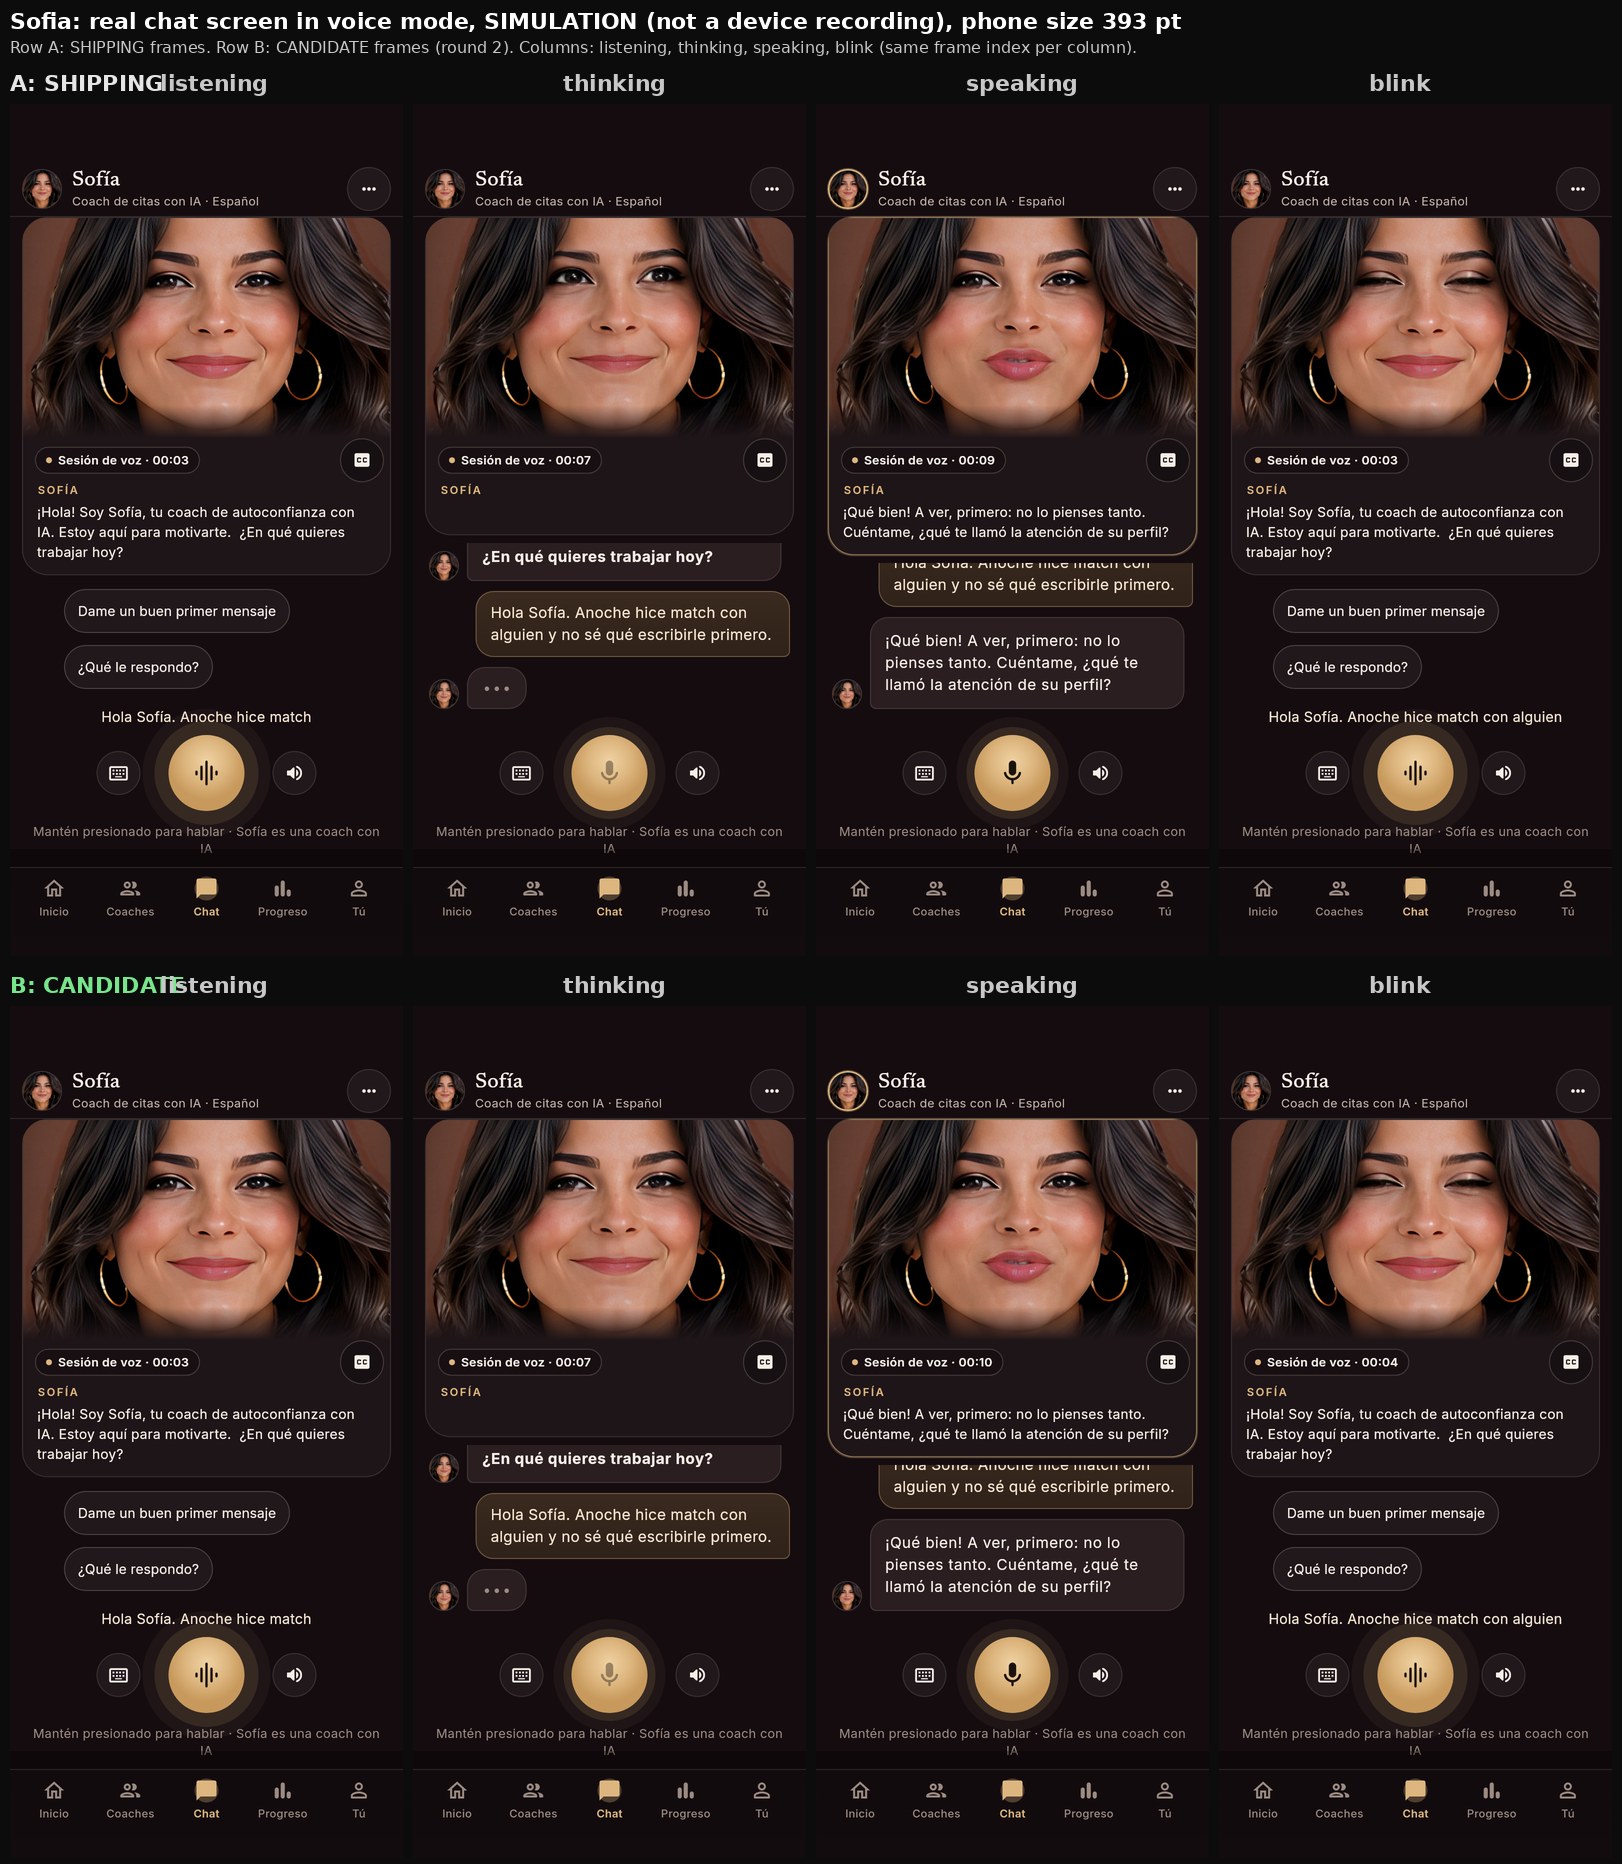 Sofia: real chat screen in voice mode, SIMULATION (not a device recording), phone size 393 pt
Row A: SHIPPING frames. Row B: CANDIDATE frames (round 2). Columns: listening, thinking, speaking, blink (same frame index per column).
A: SHIPPING
listening
thinking
speaking
blink
Sofía
Coach de citas con IA · Español
Sesión de voz · 00:03
CC
SOFÍA
¡Hola! Soy Sofía, tu coach de autoconfianza con
IA. Estoy aquí para motivarte. ¿En qué quieres
trabajar hoy?
Dame un buen primer mensaje
¿Qué le respondo?
Hola Sofía. Anoche hice match
Mantén presionado para hablar · Sofía es una coach con
IA
Inicio
Coaches
Chat
Progreso
Tú
Sofía
Coach de citas con IA · Español
Sesión de voz · 00:07
CC
SOFÍA
¿En qué quieres trabajar hoy?
Hola Sofía. Anoche hice match con
alguien y no sé qué escribirle primero.
Mantén presionado para hablar · Sofía es una coach con
IA
Inicio
Coaches
Chat
Progreso
Tú
Sofía
Coach de citas con IA · Español
Sesión de voz · 00:09
CC
SOFÍA
¡Qué bien! A ver, primero: no lo pienses tanto.
Cuéntame, ¿qué te llamó la atención de su perfil?
Hola Sofía. Anoche hice match con
alguien y no sé qué escribirle primero.
¡Qué bien! A ver, primero: no lo
pienses tanto. Cuéntame, ¿qué te
llamó la atención de su perfil?
Mantén presionado para hablar · Sofía es una coach con
IA
Inicio
Coaches
Chat
Progreso
Tú
Sofía
Coach de citas con IA · Español
Sesión de voz · 00:03
CC
SOFÍA
¡Hola! Soy Sofía, tu coach de autoconfianza con
IA. Estoy aquí para motivarte. ¿En qué quieres
trabajar hoy?
Dame un buen primer mensaje
¿Qué le respondo?
Hola Sofía. Anoche hice match con alguien
Mantén presionado para hablar · Sofía es una coach con
IA
Inicio
Coaches
Chat
Progreso
Tú
B: CANDIDATE
listening
thinking
speaking
blink
Sofía
Coach de citas con IA · Español
Sesión de voz · 00:03
CC
SOFÍA
¡Hola! Soy Sofía, tu coach de autoconfianza con
IA. Estoy aquí para motivarte. ¿En qué quieres
trabajar hoy?
Dame un buen primer mensaje
¿Qué le respondo?
Hola Sofía. Anoche hice match
Mantén presionado para hablar · Sofía es una coach con
IA
Inicio
Coaches
Chat
Progreso
Tú
Sofía
Coach de citas con IA · Español
Sesión de voz · 00:07
CC
SOFÍA
¿En qué quieres trabajar hoy?
Hola Sofía. Anoche hice match con
alguien y no sé qué escribirle primero.
Mantén presionado para hablar · Sofía es una coach con
IA
Inicio
Coaches
Chat
Progreso
Tú
Sofía
Coach de citas con IA · Español
Sesión de voz · 00:10
CC
SOFÍA
¡Qué bien! A ver, primero: no lo pienses tanto.
Cuéntame, ¿qué te llamó la atención de su perfil?
Hola Sofía. Anoche hice match con
alguien y no sé qué escribirle primero.
¡Qué bien! A ver, primero: no lo
pienses tanto. Cuéntame, ¿qué te
llamó la atención de su perfil?
Mantén presionado para hablar · Sofía es una coach con
IA
Inicio
Coaches
Chat
Progreso
Tú
Sofía
Coach de citas con IA · Español
Sesión de voz · 00:04
CC
SOFÍA
¡Hola! Soy Sofía, tu coach de autoconfianza con
IA. Estoy aquí para motivarte. ¿En qué quieres
trabajar hoy?
Dame un buen primer mensaje
¿Qué le respondo?
Hola Sofía. Anoche hice match con alguien
Mantén presionado para hablar · Sofía es una coach con
IA
Inicio
Coaches
Chat
Progreso
Tú